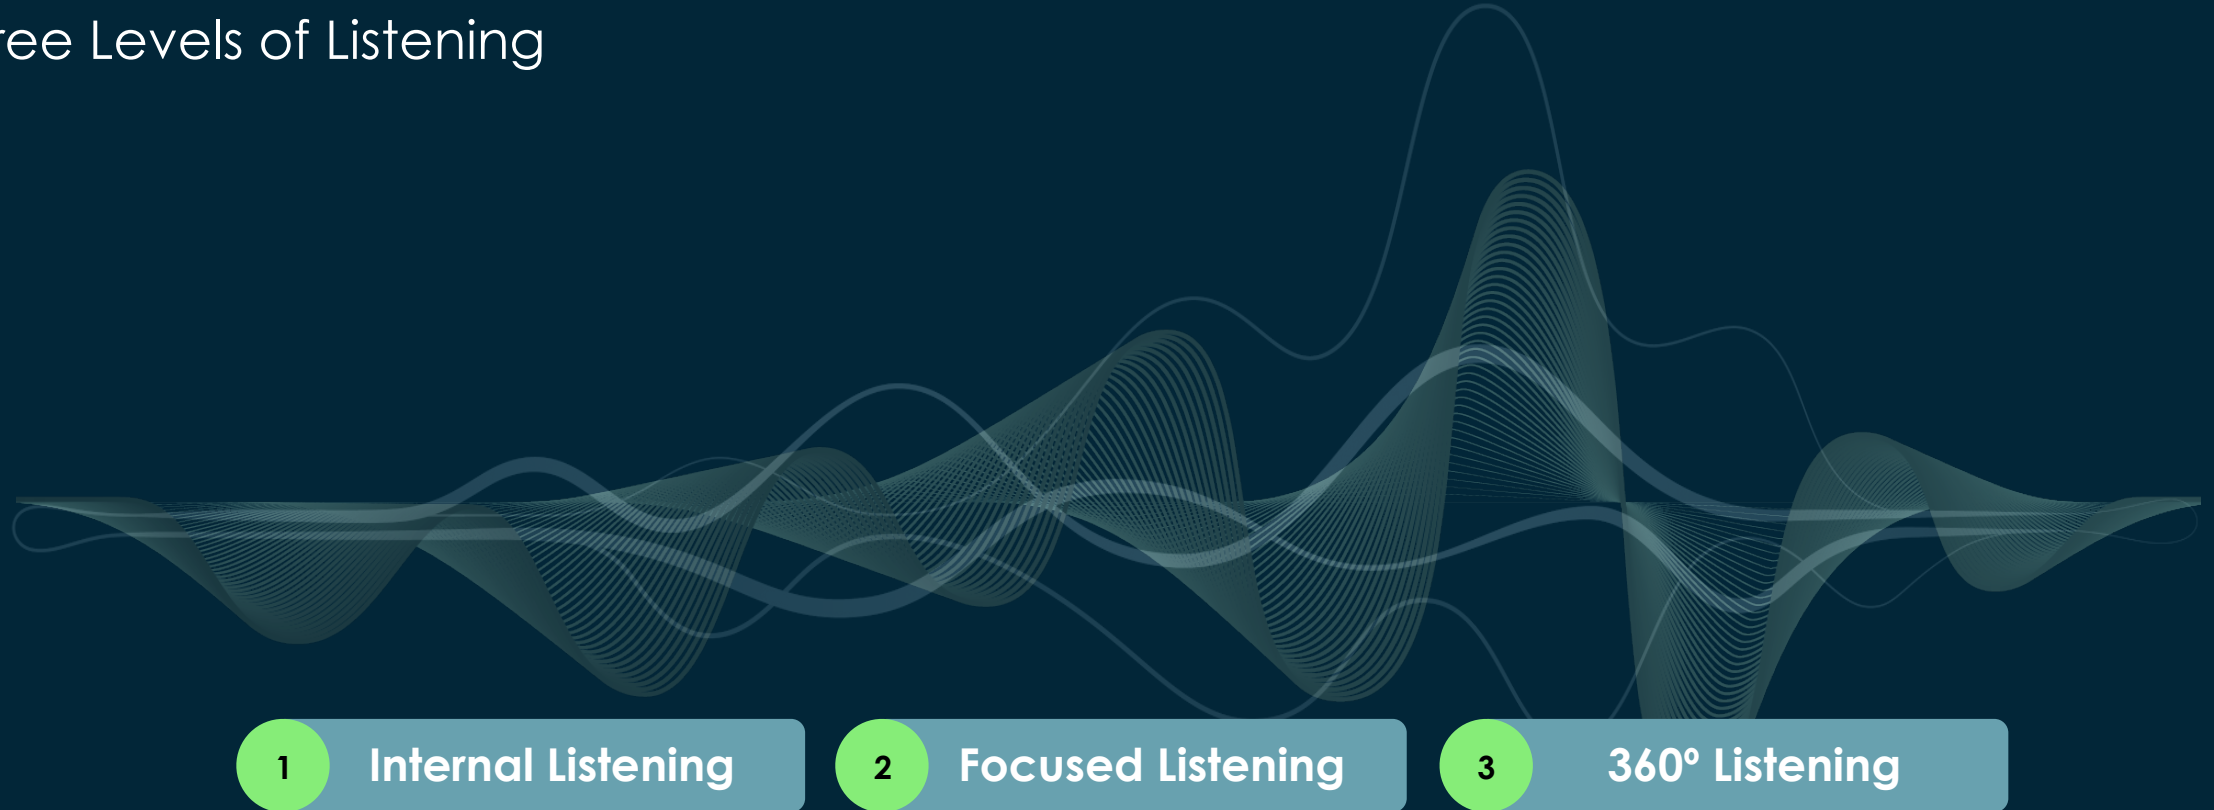 ree Levels of Listening
1 Internal Listening
2 Focused Listening
3 360º Listening